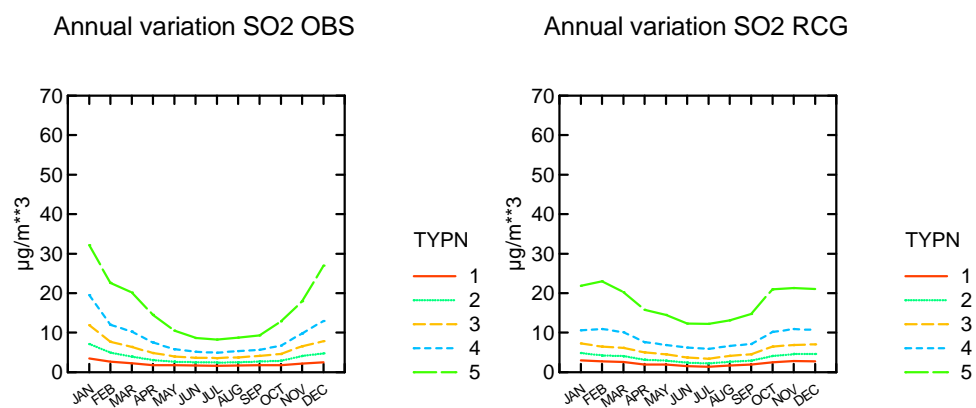 Annual variation SO2 OBS
70
60
50
40
30
20
10
0
µg/m**3
JAN
FEB
MAR
APR
MAY
JUN
JUL
AUG
SEP
OCT
NOV
DEC
TYPN
1
2
3
4
5
Annual variation SO2 RCG
70
60
50
40
30
20
10
0
µg/m**3
JAN
FEB
MAR
APR
MAY
JUN
JUL
AUG
SEP
OCT
NOV
DEC
TYPN
1
2
3
4
5